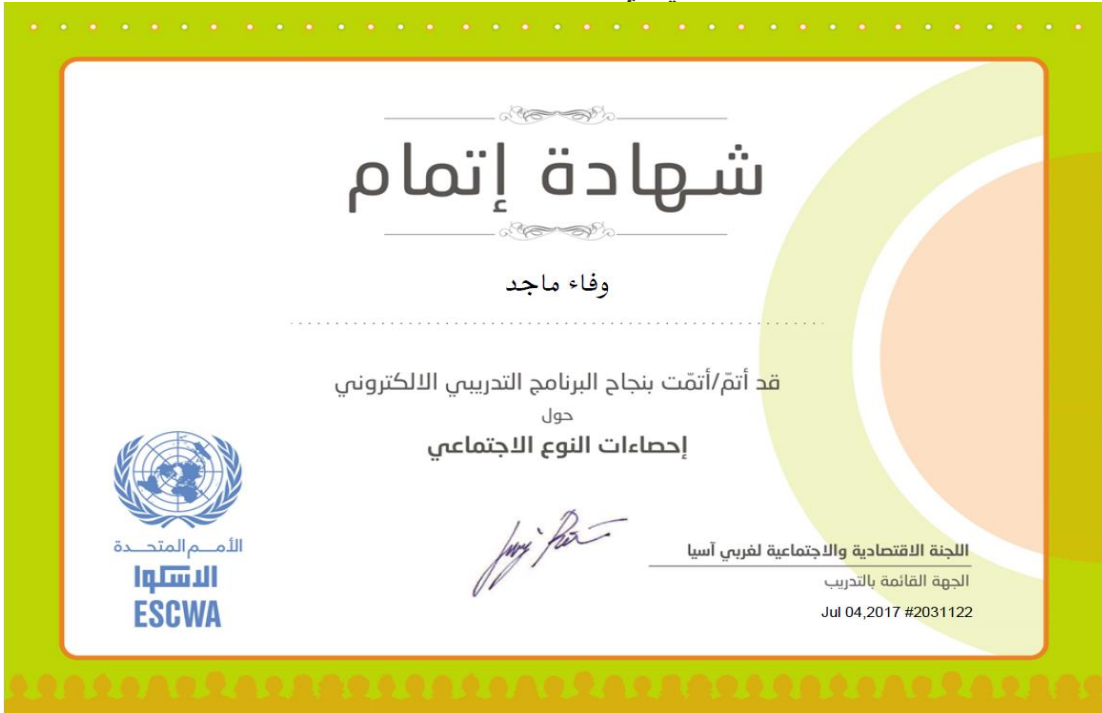 شهادة إتمام
وفاء ماجد
قد أتمّ/أتمّت بنجاح البرنامج التدريبي الالكتروني
حول
إحصاءات النوع الاجتماعي
الأمم المتحدة
الاسكوا
ESCWA
اللجنة الاقتصادية والاجتماعية لغربي آسيا
الجهة القائمة بالتدريب
Jul 04,2017 #2031122